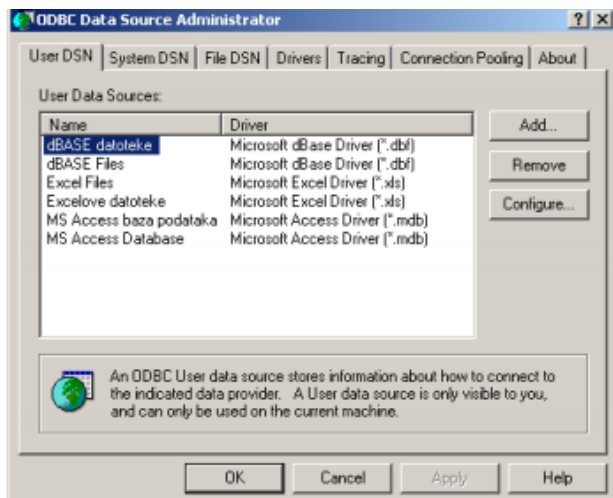 ODBC Data Source Administrator
User DSN System DSN File DSN Drivers Tracing Connection Pooling About
User Data Sources:
Name Driver
dBASE datoteke Microsoft dBase Driver (*.dbf)
dBASE Files Microsoft dBase Driver (*.dbf)
Excel Files Microsoft Excel Driver (*.xls)
Excelove datoteke Microsoft Excel Driver (*.xls)
MS Access baza podataka Microsoft Access Driver (*.mdb)
MS Access Database Microsoft Access Driver (*.mdb)
Add...
Remove
Configure...
An ODBC User data source stores information about how to connect to
the indicated data provider. A User data source is only visible to you,
and can only be used on the current machine.
OK Cancel Apply Help